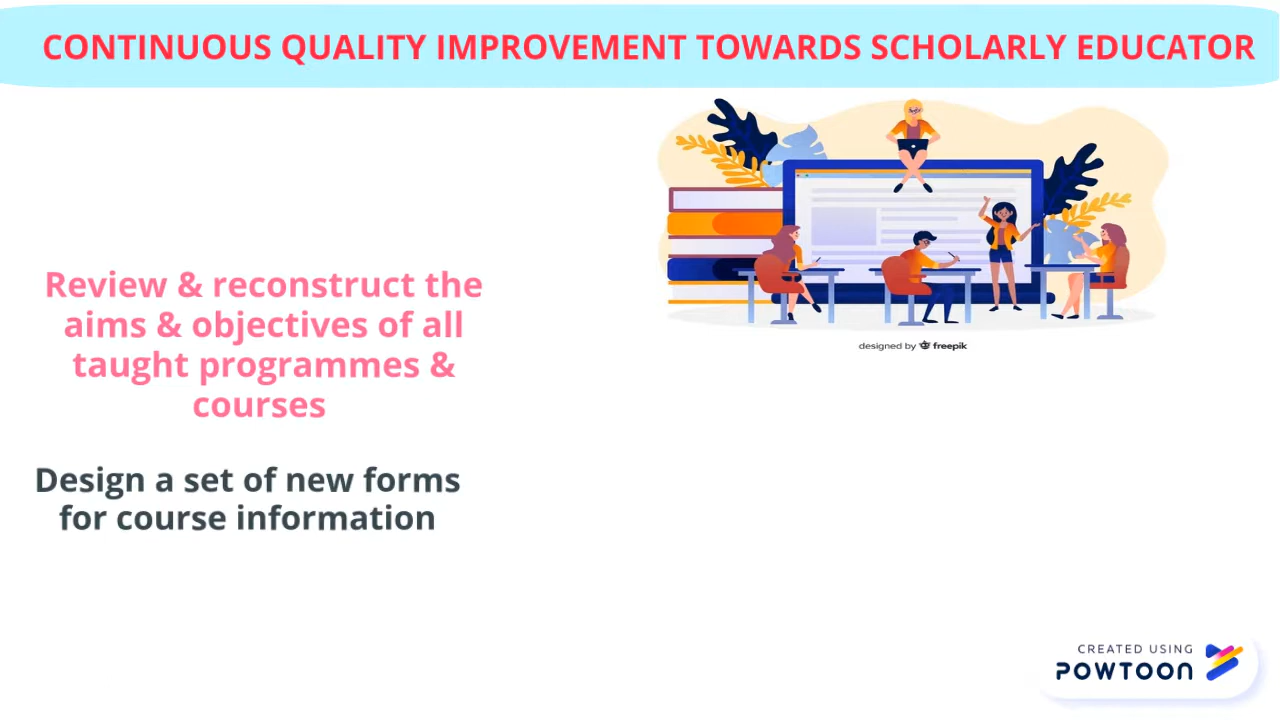 CONTINUOUS QUALITY IMPROVEMENT TOWARDS SCHOLARLY EDUCATOR
designed by freepik
Review & reconstruct the
aims & objectives of all
taught programmes &
courses
Design a set of new forms
for course information
CREATED USING
POWTOON